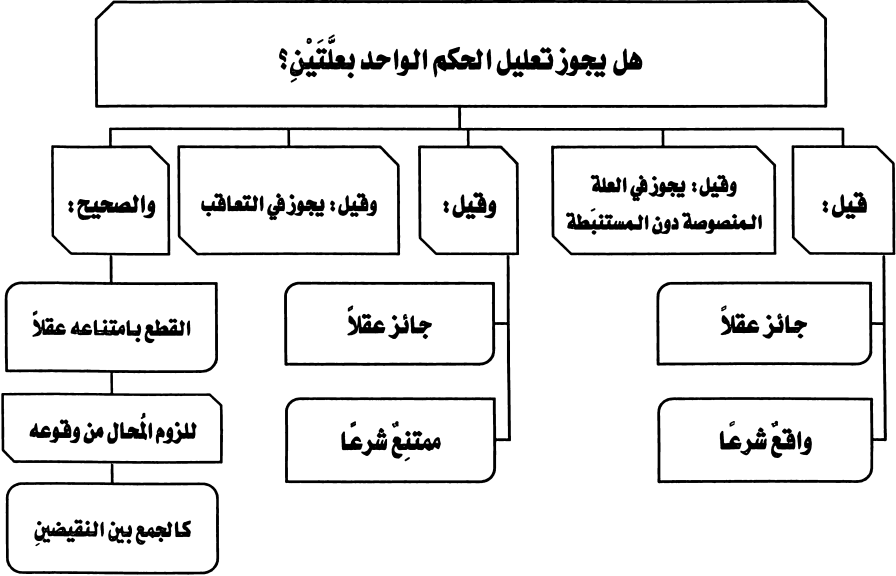 هل يجوز تعليل الحكم الواحد بعلَّتَيْنِ؟
قيل:
جائز عقلاً
واقعٌ شرعًا
وقيل: يجوز في العلة
المنصوصة دون المستنبَطة
وقيل:
جائز عقلاً
ممتنِعٌ شرعًا
وقيل: يجوز في التعاقب
والصحيح:
القطع بامتناعه عقلاً
للزوم المُحال من وقوعه
كالجمع بين النقيضينِ